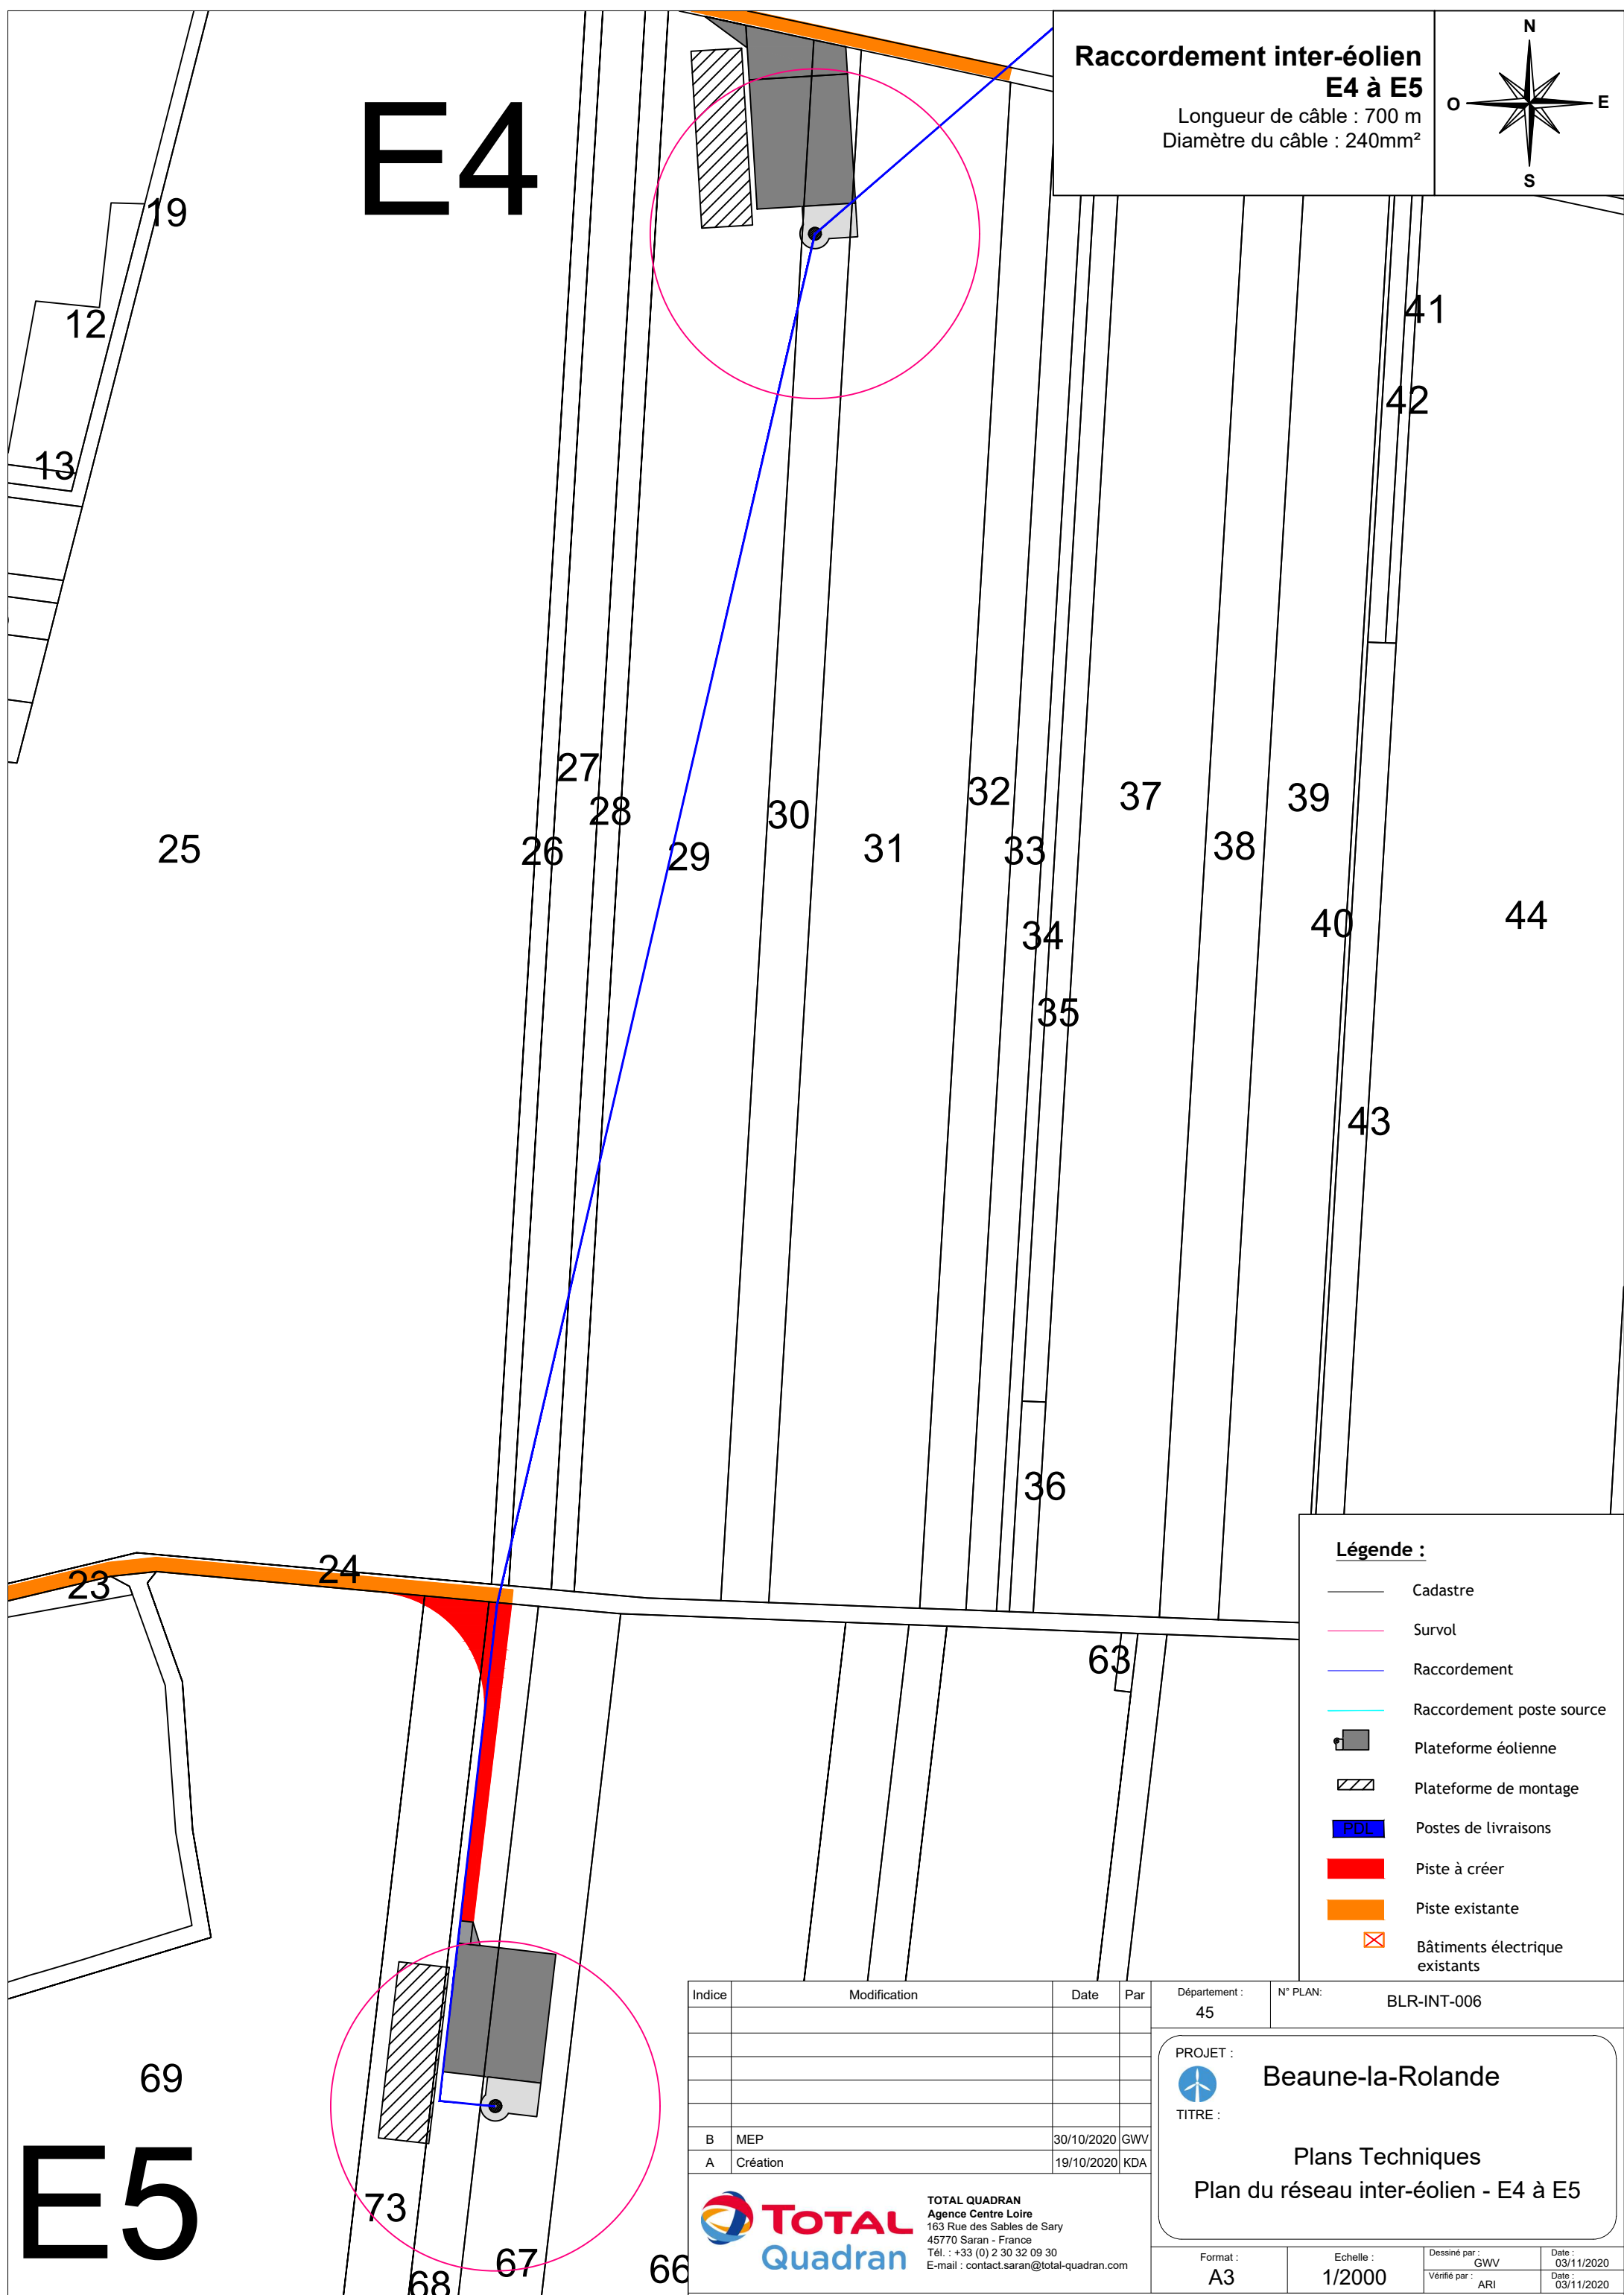 Raccordement inter-éolien
E4 à E5
Longueur de câble : 700 m
Diamètre du câble : 240mm²
N
O
E
S
E4
19
12
13
41
42
27
28
25
26
29
30
31
32
33
34
35
37
38
39
40
44
43
36
24
23
63
69
E5
73
68
67
66
Légende :
Cadastre
Survol
Raccordement
Raccordement poste source
Plateforme éolienne
Plateforme de montage
PDL
Postes de livraisons
Piste à créer
Piste existante
Bâtiments électrique
existants
Indice Modification Date Par
B MEP 30/10/2020 GWV
A Création 19/10/2020 KDA
Département :
45
N° PLAN:
BLR-INT-006
PROJET :
Beaune-la-Rolande
TITRE :
Plans Techniques
Plan du réseau inter-éolien - E4 à E5
TOTAL
Quadran
TOTAL QUADRAN
Agence Centre Loire
163 Rue des Sables de Sary
45770 Saran - France
Tél. : +33 (0) 2 30 32 09 30
E-mail : contact.saran@total-quadran.com
Format :
A3
Echelle :
1/2000
Dessiné par :
GWV
Date :
03/11/2020
Vérifié par :
ARI
Date :
03/11/2020